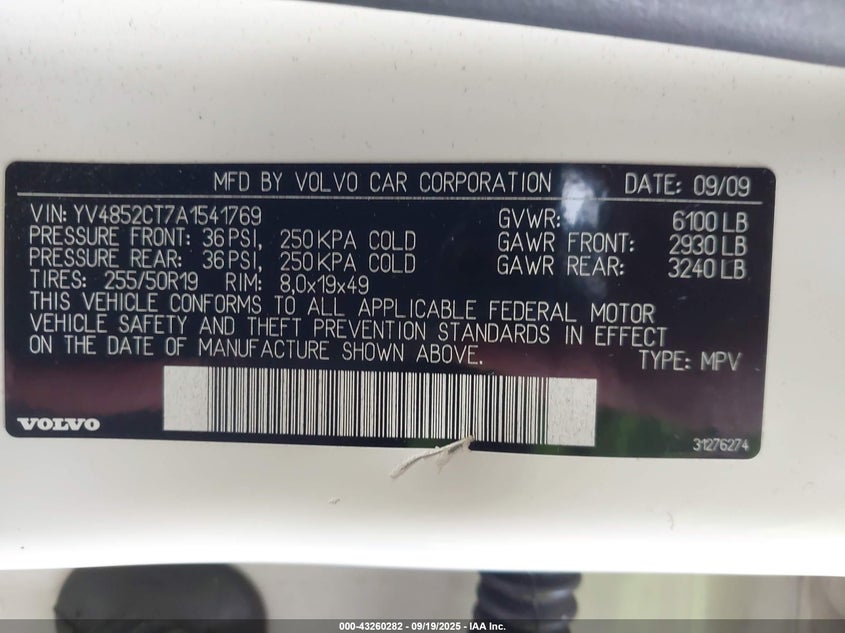 MFD BY VOLVO CAR CORPORATION DATE: 09/09
VIN: YV4852CT7A1541769 GVWR: 6100 LB
PRESSURE FRONT: 36 PSI, 250 KPA COLD GAWR FRONT: 2930 LB
PRESSURE REAR: 36 PSI, 250 KPA COLD GAWR REAR: 3240 LB
TIRES: 255/50R19 RIM: 8,0x19x49
THIS VEHICLE CONFORMS TO ALL APPLICABLE FEDERAL MOTOR
VEHICLE SAFETY AND THEFT PREVENTION STANDARDS IN EFFECT
ON THE DATE OF MANUFACTURE SHOWN ABOVE. TYPE: MPV
VOLVO
31276274
000-43260282 - 09/19/2025 - IAA Inc.